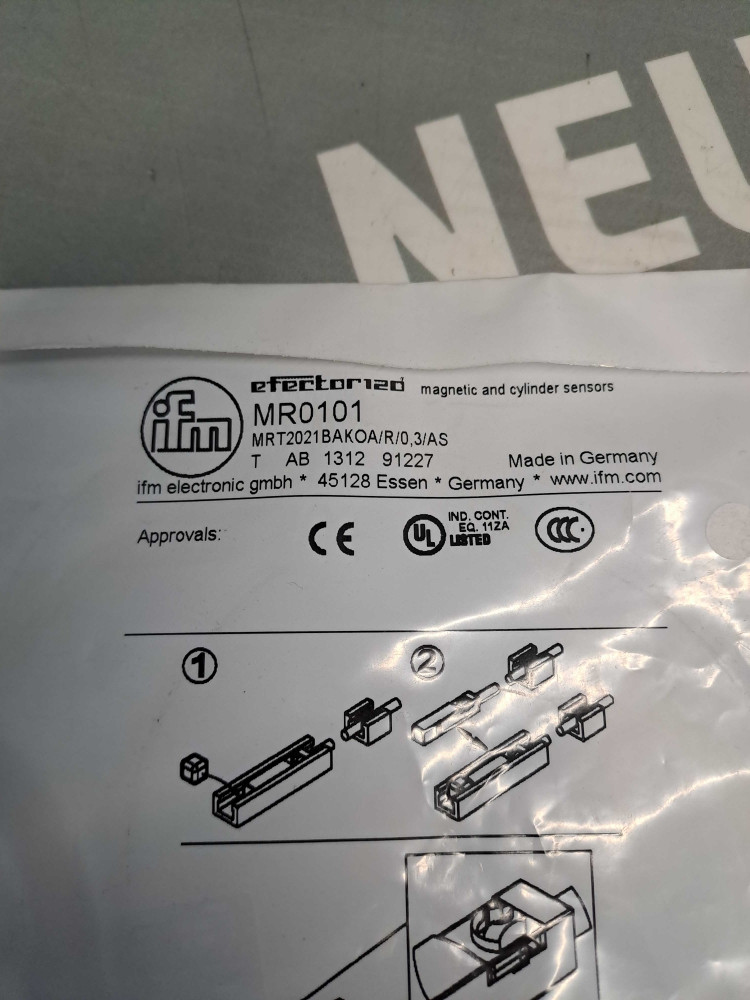 NEU
ifm
efector120 magnetic and cylinder sensors
MR0101
MRT2021BAKOA/R/0,3/AS
T AB 1312 91227 Made in Germany
ifm electronic gmbh * 45128 Essen * Germany * www.ifm.com
Approvals: CE UL LISTED IND. CONT. EQ. 11ZA CCC
1 2